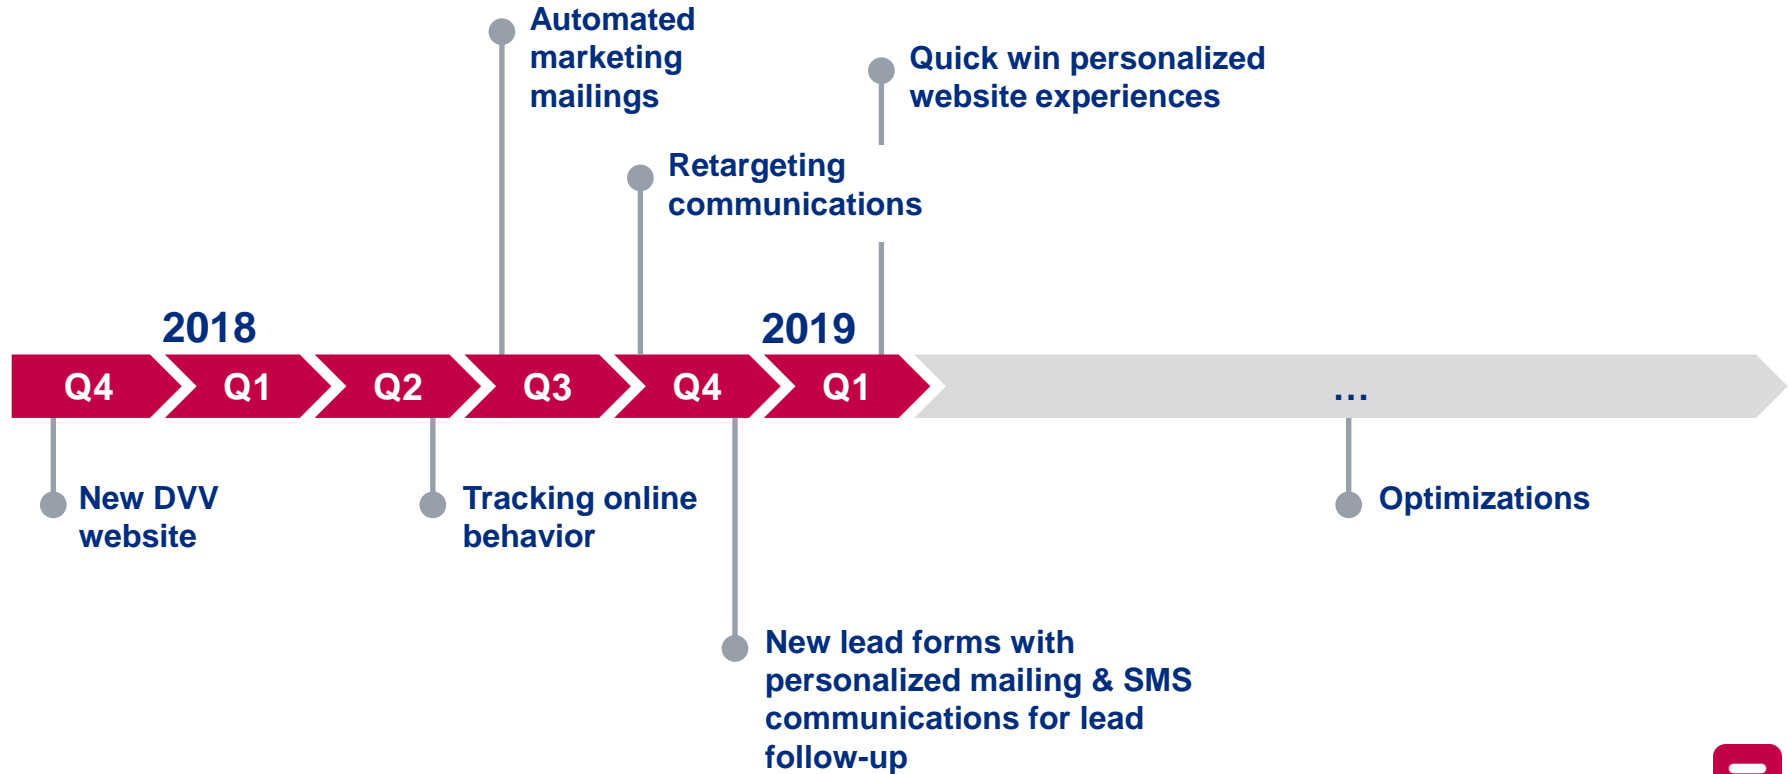 Automated
marketing
mailings
Quick win personalized
website experiences
Retargeting
communications
2018
2019
Q4
Q1
Q2
Q3
Q4
Q1
...
New DVV
website
Tracking online
behavior
Optimizations
New lead forms with
personalized mailing & SMS
communications for lead
follow-up